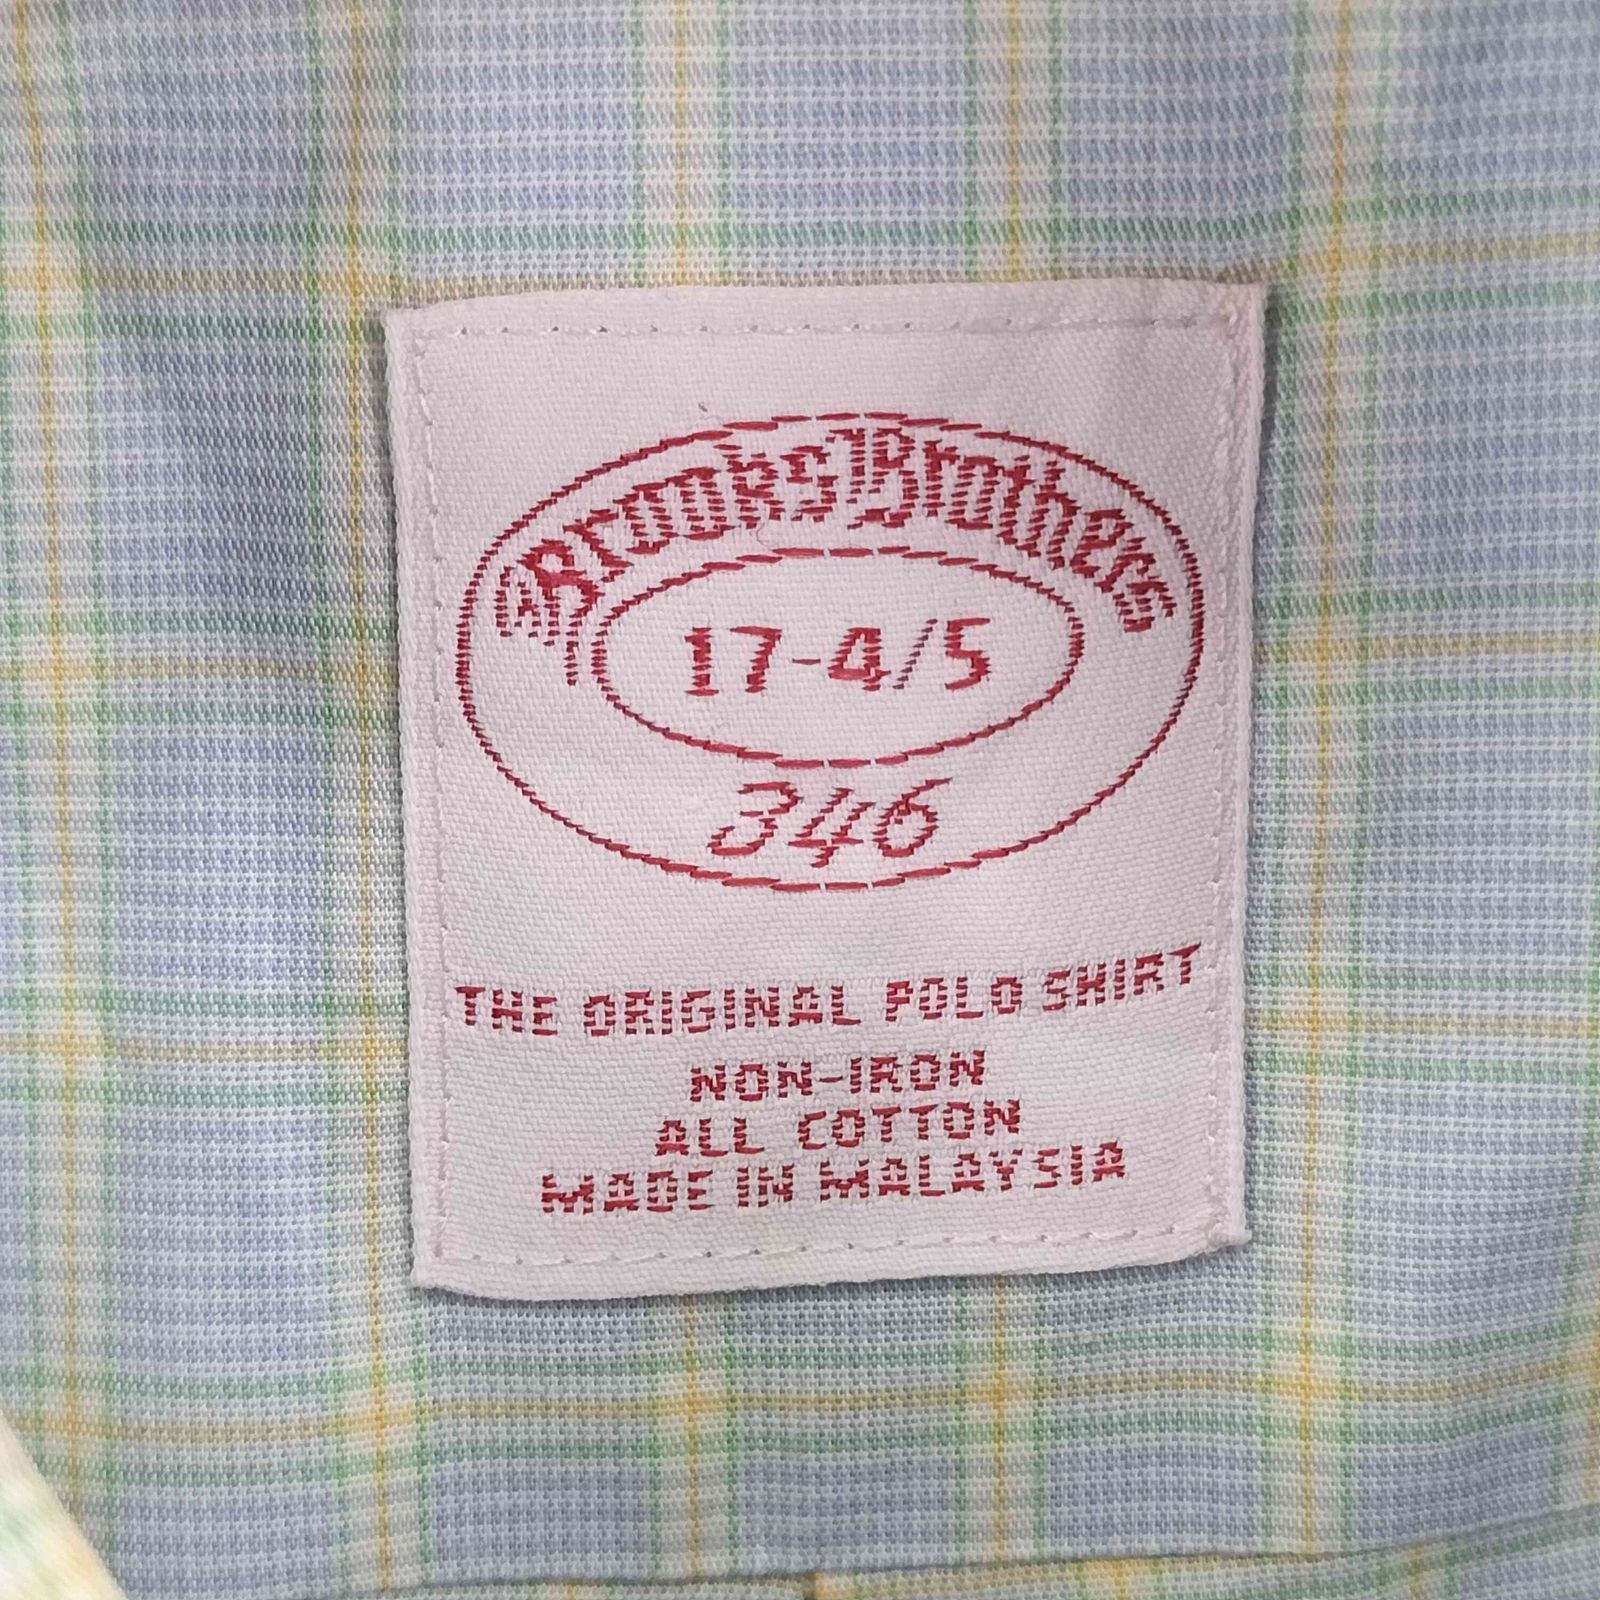 Brooks Brothers
17-4/5
346
THE ORIGINAL POLO SHIRT
NON-IRON
ALL COTTON
MADE IN MALAYSIA